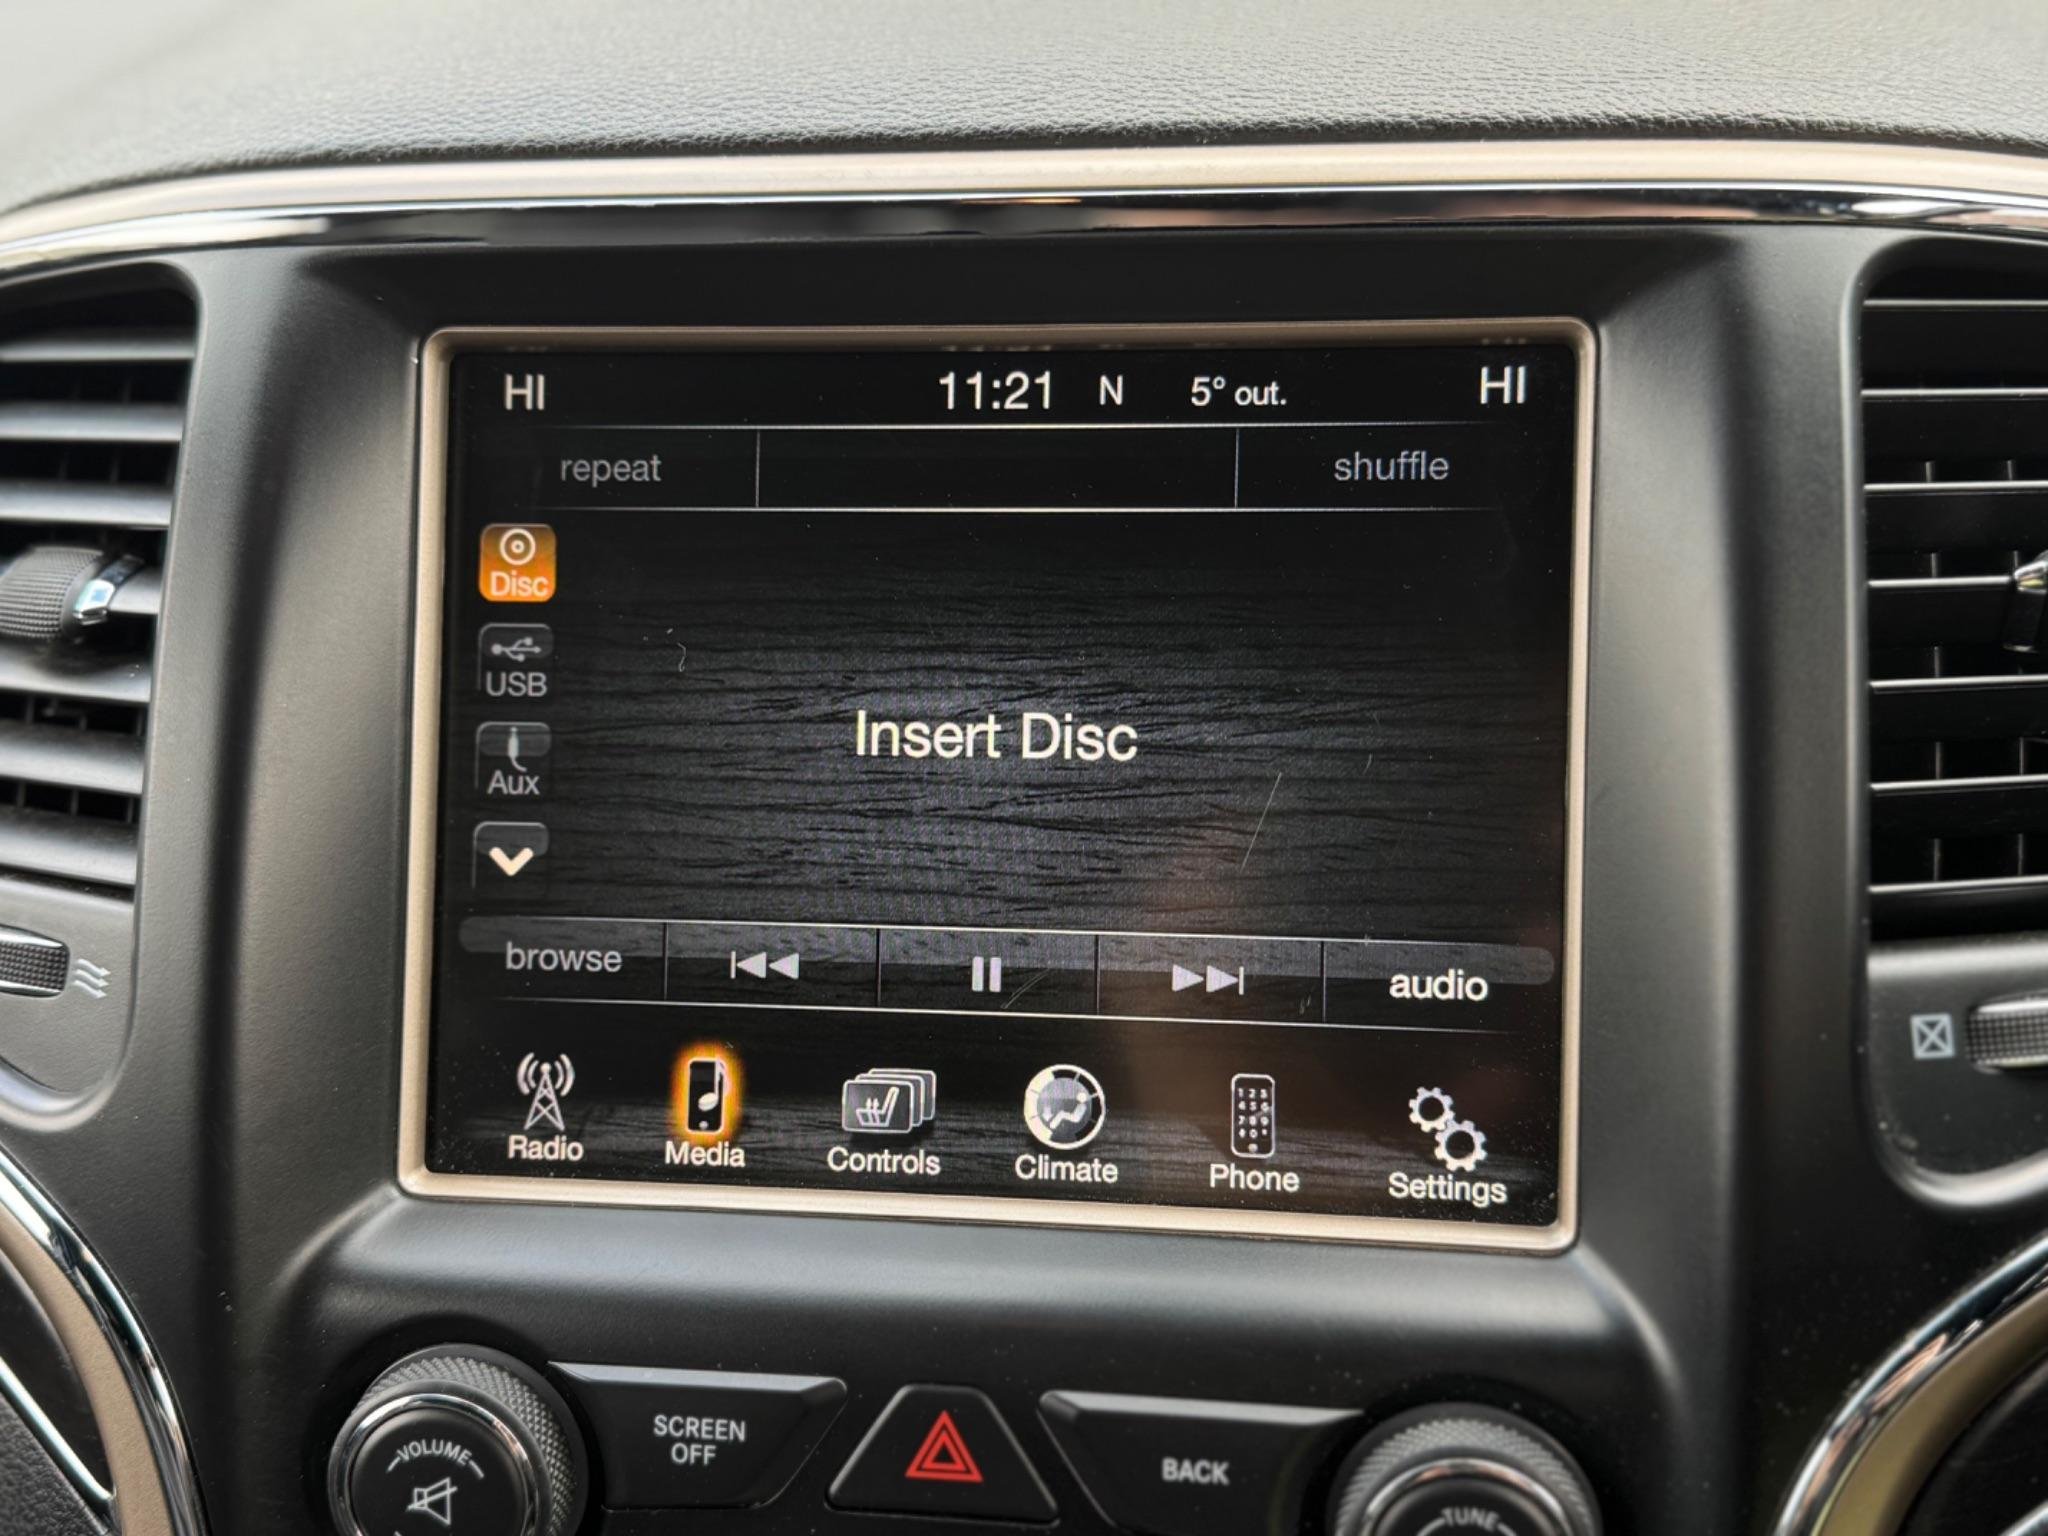 HI 11:21 N 5° out. HI
repeat shuffle
Disc
USB
Aux
Insert Disc
browse audio
Radio Media Controls Climate Phone Settings
VOLUME
SCREEN
OFF
BACK
TUNE